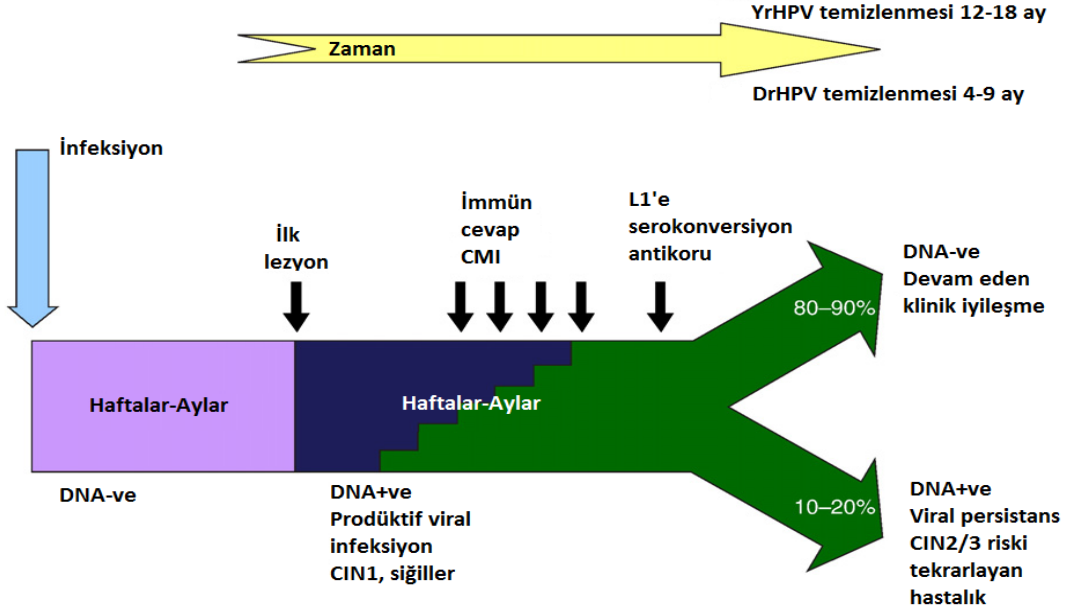 YrHPV temizlenmesi 12-18 ay
Zaman
DrHPV temizlenmesi 4-9 ay
İnfeksiyon
İlk
lezyon
İmmün
cevap
CMI
L1'e
serokonversiyon
antikoru
DNA-ve
Devam eden
klinik iyileşme
80–90%
Haftalar-Aylar
Haftalar-Aylar
DNA-ve
DNA+ve
Prodüktif viral
infeksiyon
CIN1, siğiller
10–20%
DNA+ve
Viral persistans
CIN2/3 riski
tekrarlayan
hastalık